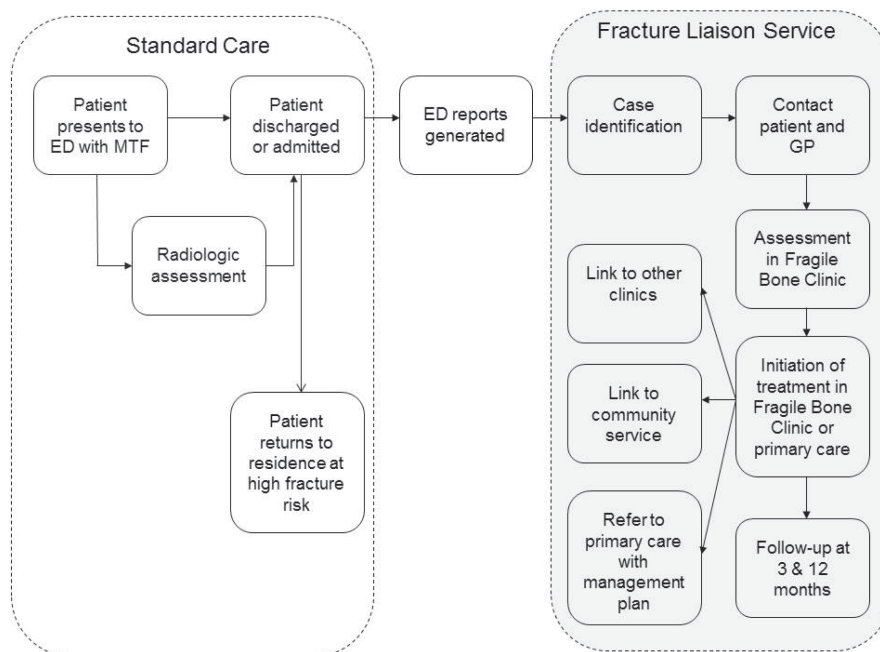 Standard Care
Patient
presents to
ED with MTF
Patient
discharged
or admitted
Radiologic
assessment
Patient
returns to
residence at
high fracture
risk
ED reports
generated
Fracture Liaison Service
Case
identification
Contact
patient and
GP
Assessment
in Fragile
Bone Clinic
Link to other
clinics
Initiation of
treatment in
Fragile Bone
Clinic or
primary care
Link to
community
service
Refer to
primary care
with
management
plan
Follow-up at
3 & 12
months